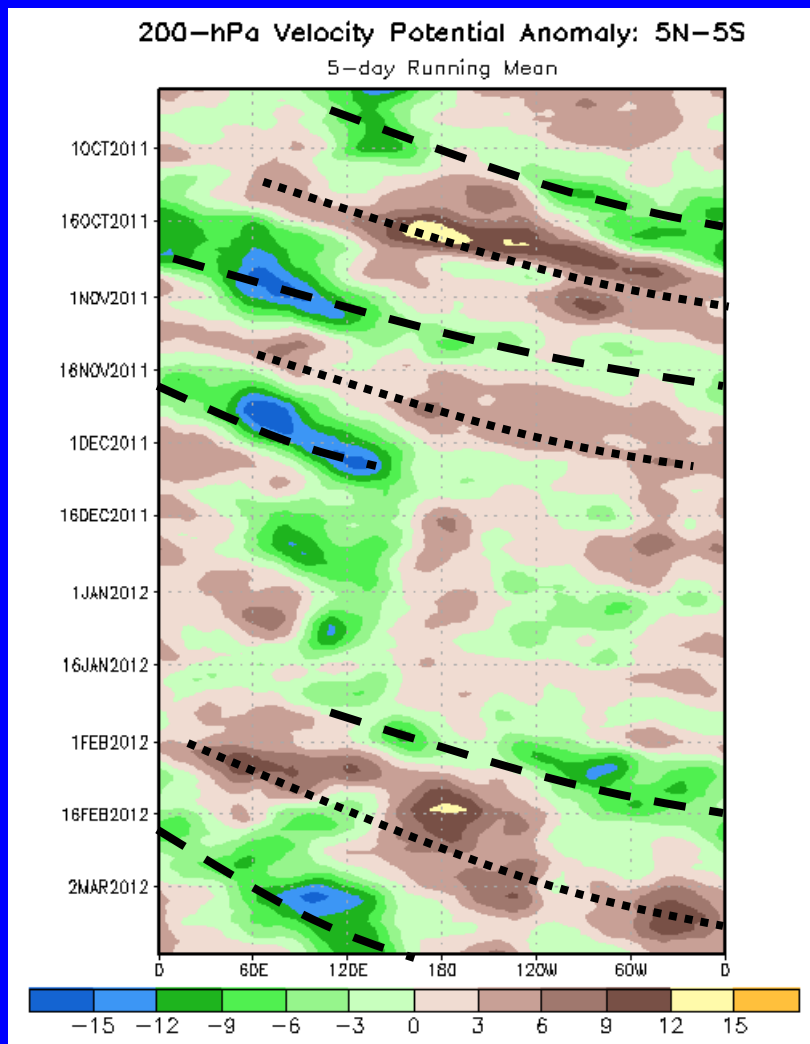 200-hPa Velocity Potential Anomaly: 5N-5S
5-day Running Mean
1OCT2011
16OCT2011
1NOV2011
16NOV2011
1DEC2011
16DEC2011
1JAN2012
16JAN2012
1FEB2012
16FEB2012
2MAR2012
0 60E 120E 180 120W 60W 0
-15 -12 -9 -6 -3 0 3 6 9 12 15